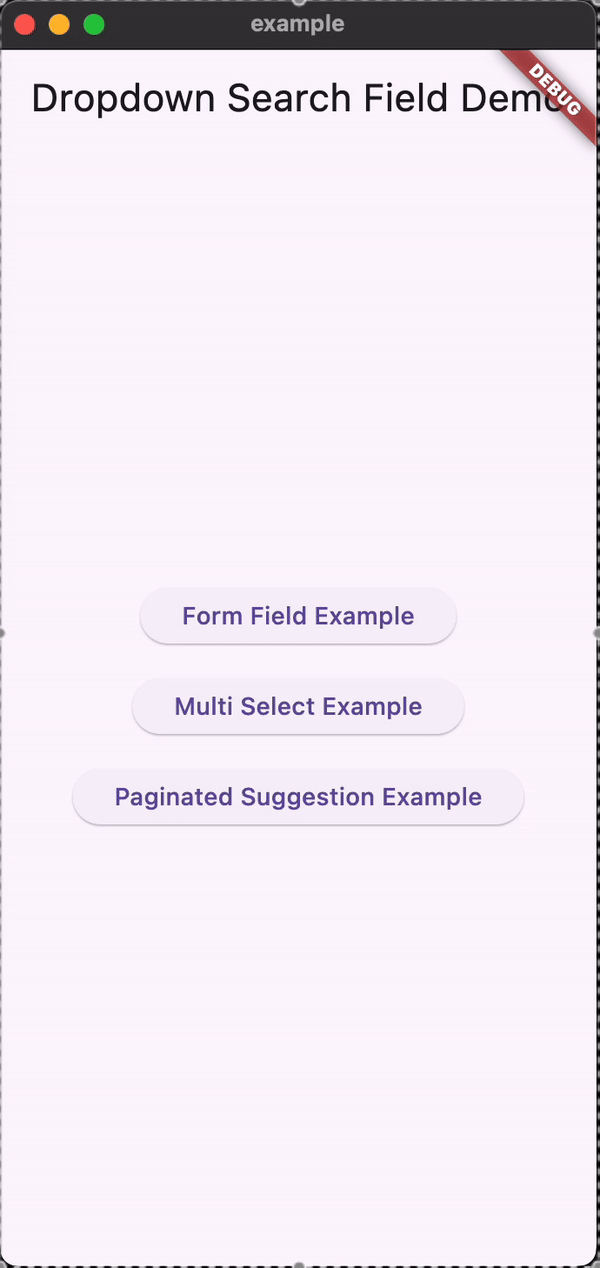 example
Dropdown Search Field Demo
DEBUG
Form Field Example
Multi Select Example
Paginated Suggestion Example